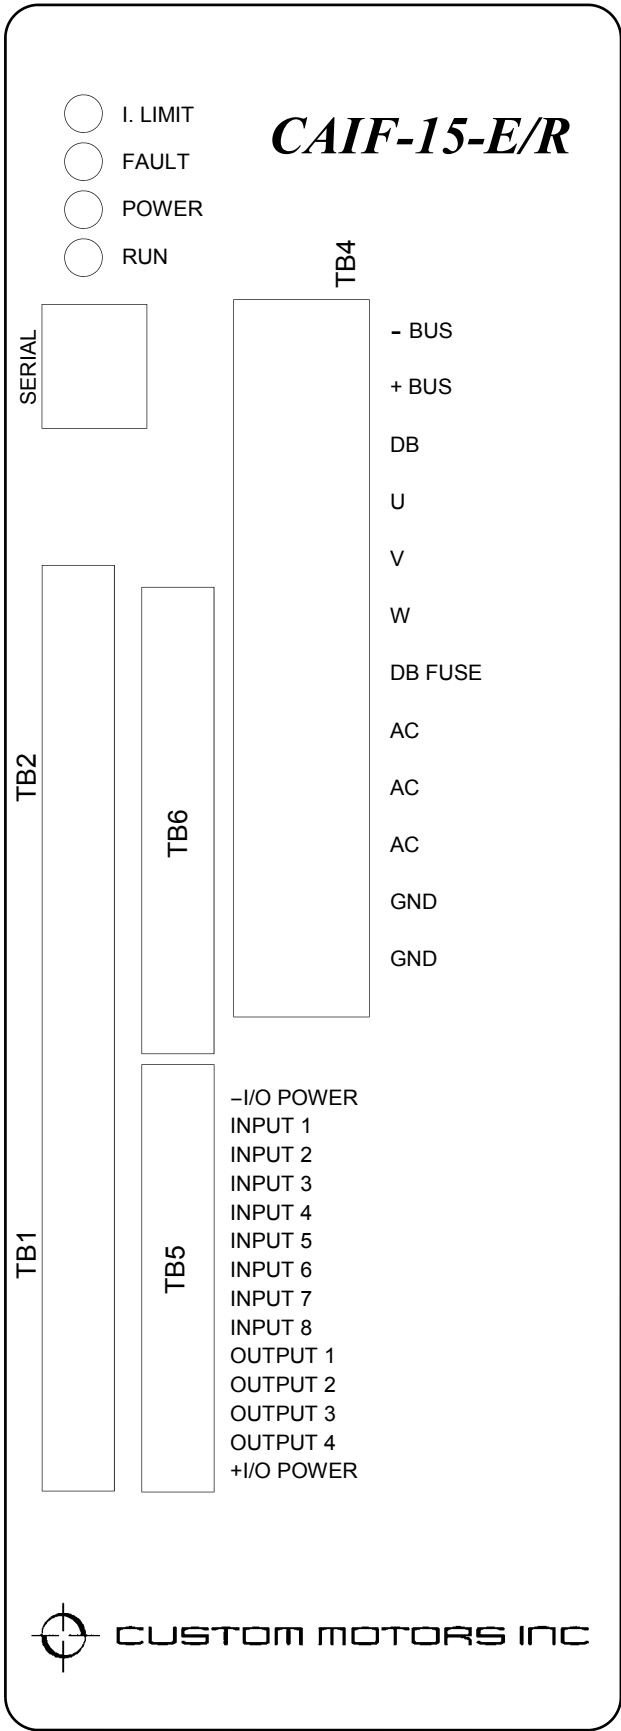 I. LIMIT
CAIF-15-E/R
FAULT
POWER
RUN
TB4
SERIAL
- BUS
+ BUS
DB
U
V
W
DB FUSE
AC
AC
AC
GND
GND
TB2
TB6
TB1
TB5
–I/O POWER
INPUT 1
INPUT 2
INPUT 3
INPUT 4
INPUT 5
INPUT 6
INPUT 7
INPUT 8
OUTPUT 1
OUTPUT 2
OUTPUT 3
OUTPUT 4
+I/O POWER
CUSTOM MOTORS INC